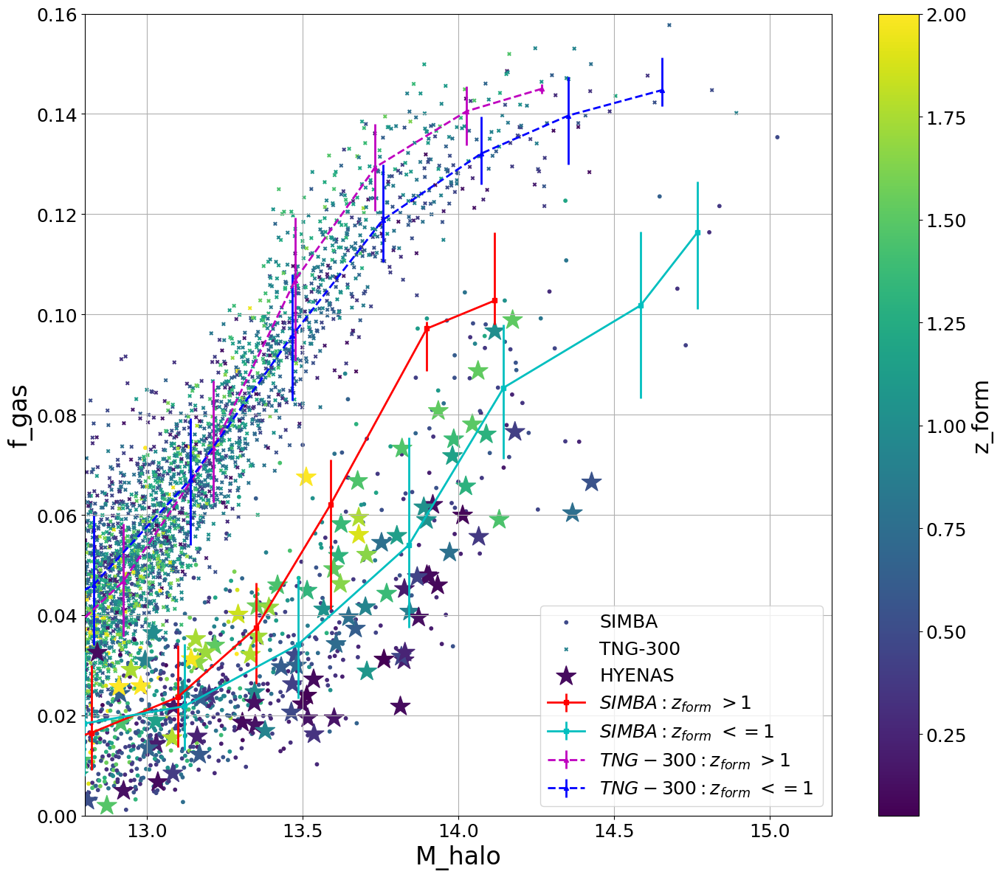 0.16
0.14
0.12
0.10
0.08
0.06
0.04
0.02
0.00
f_gas
13.0
13.5
14.0
14.5
15.0
M_halo
SIMBA
TNG-300
HYENAS
SIMBA : z_form > 1
SIMBA : z_form <= 1
TNG − 300 : z_form > 1
TNG − 300 : z_form <= 1
2.00
1.75
1.50
1.25
1.00
0.75
0.50
0.25
z_form